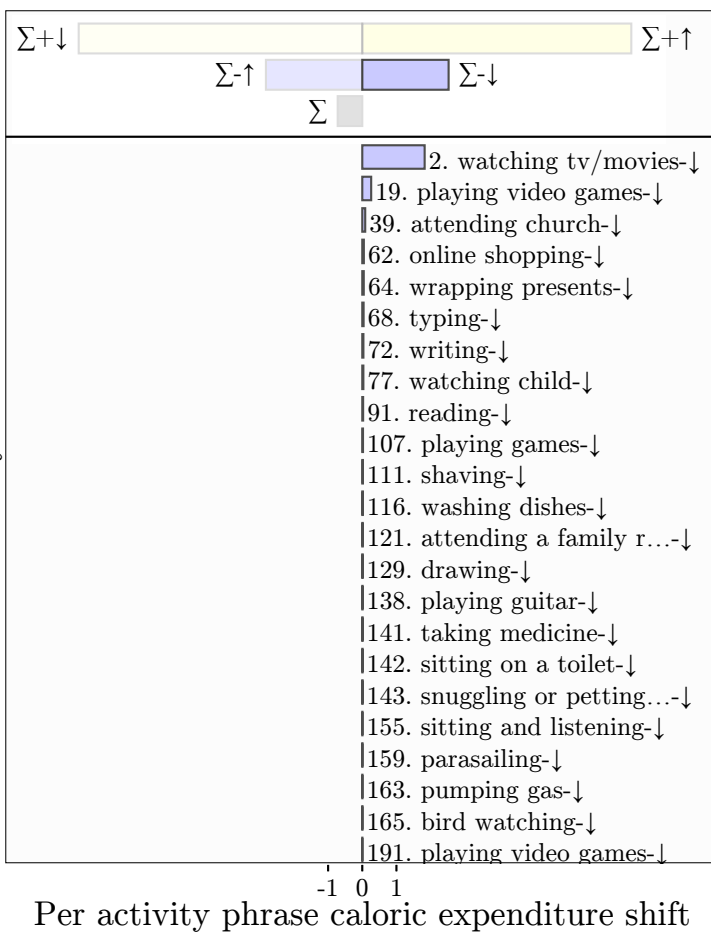 ∑+↓ ∑+↑
∑-↑ ∑-↓
∑
2. watching tv/movies-↓
19. playing video games-↓
39. attending church-↓
62. online shopping-↓
64. wrapping presents-↓
68. typing-↓
72. writing-↓
77. watching child-↓
91. reading-↓
107. playing games-↓
111. shaving-↓
116. washing dishes-↓
121. attending a family r...-↓
129. drawing-↓
138. playing guitar-↓
141. taking medicine-↓
142. sitting on a toilet-↓
143. snuggling or petting...-↓
155. sitting and listening-↓
159. parasailing-↓
163. pumping gas-↓
165. bird watching-↓
191. playing video games-↓
-1 0 1
Per activity phrase caloric expenditure shift